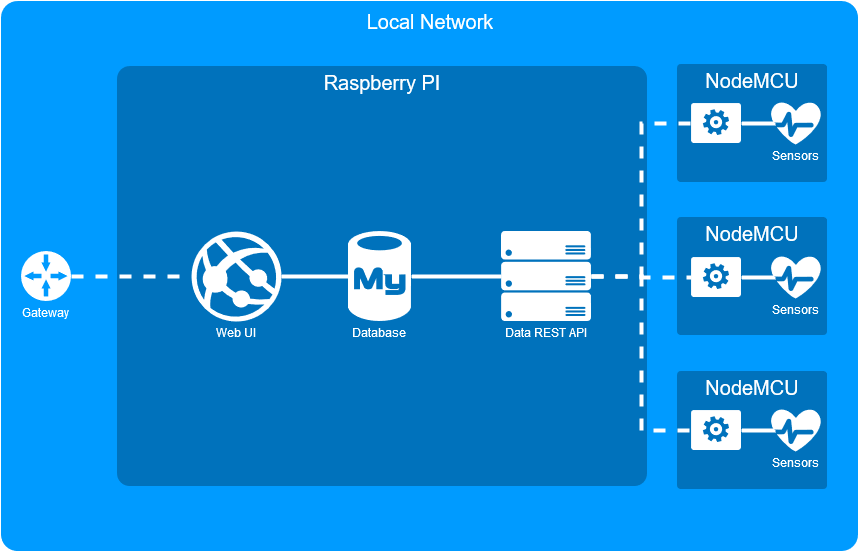 Local Network
Raspberry PI
NodeMCU
Sensors
NodeMCU
My
Gateway
Web UI
Database
Data REST API
Sensors
NodeMCU
Sensors